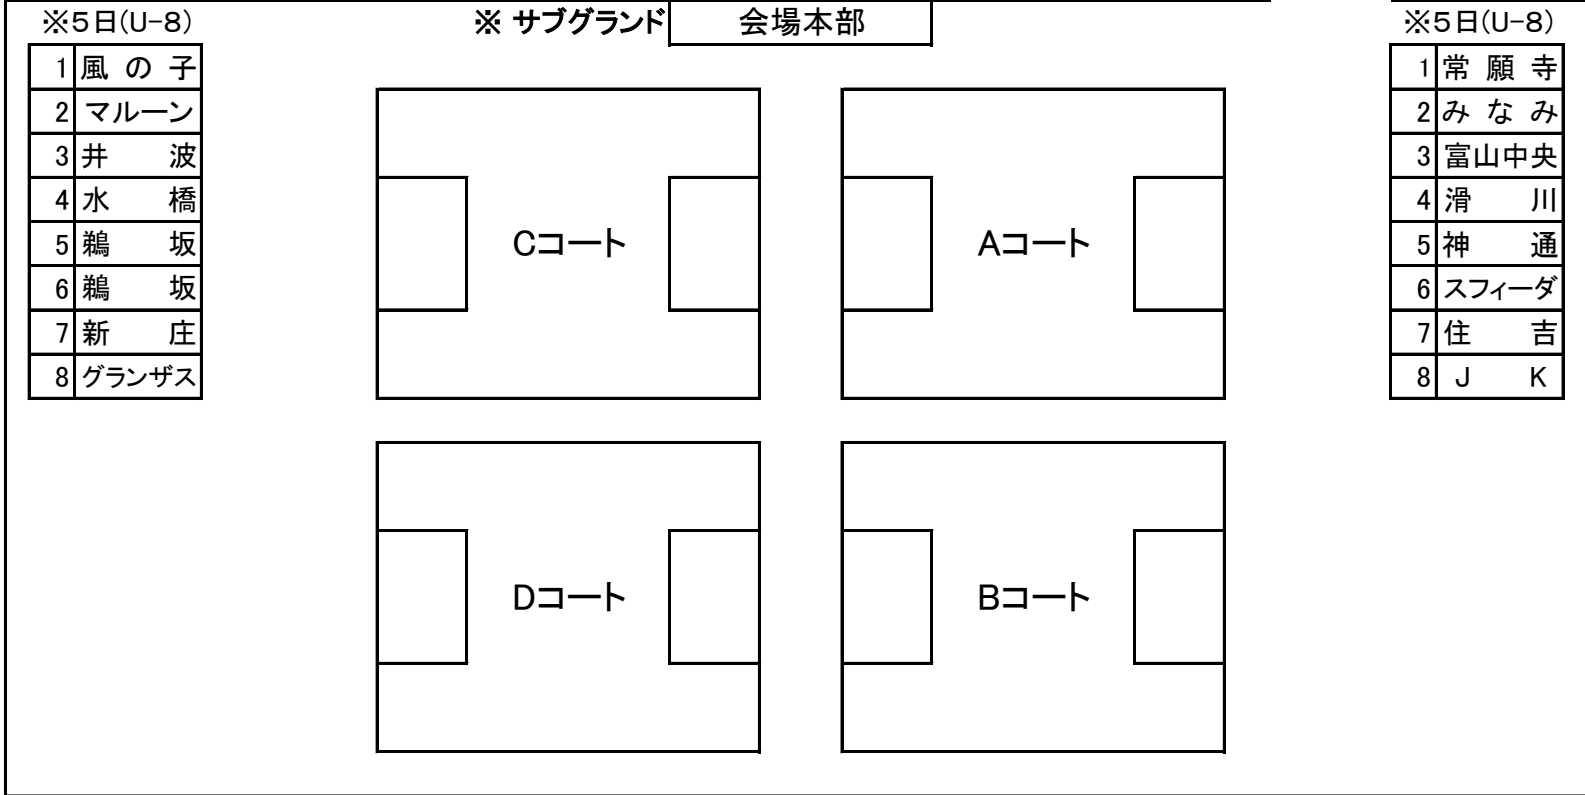 ※5日(U-8)
※ サブグランド
会場本部
※5日(U-8)
1 風の子
2 マルーン
3 井波
4 水橋
5 鵜坂
6 鵜坂
7 新庄
8 グランザス
Cコート
Aコート
Dコート
Bコート
1 常願寺
2 みなみ
3 富山中央
4 滑川
5 神通
6 スフィーダ
7 住吉
8 J K